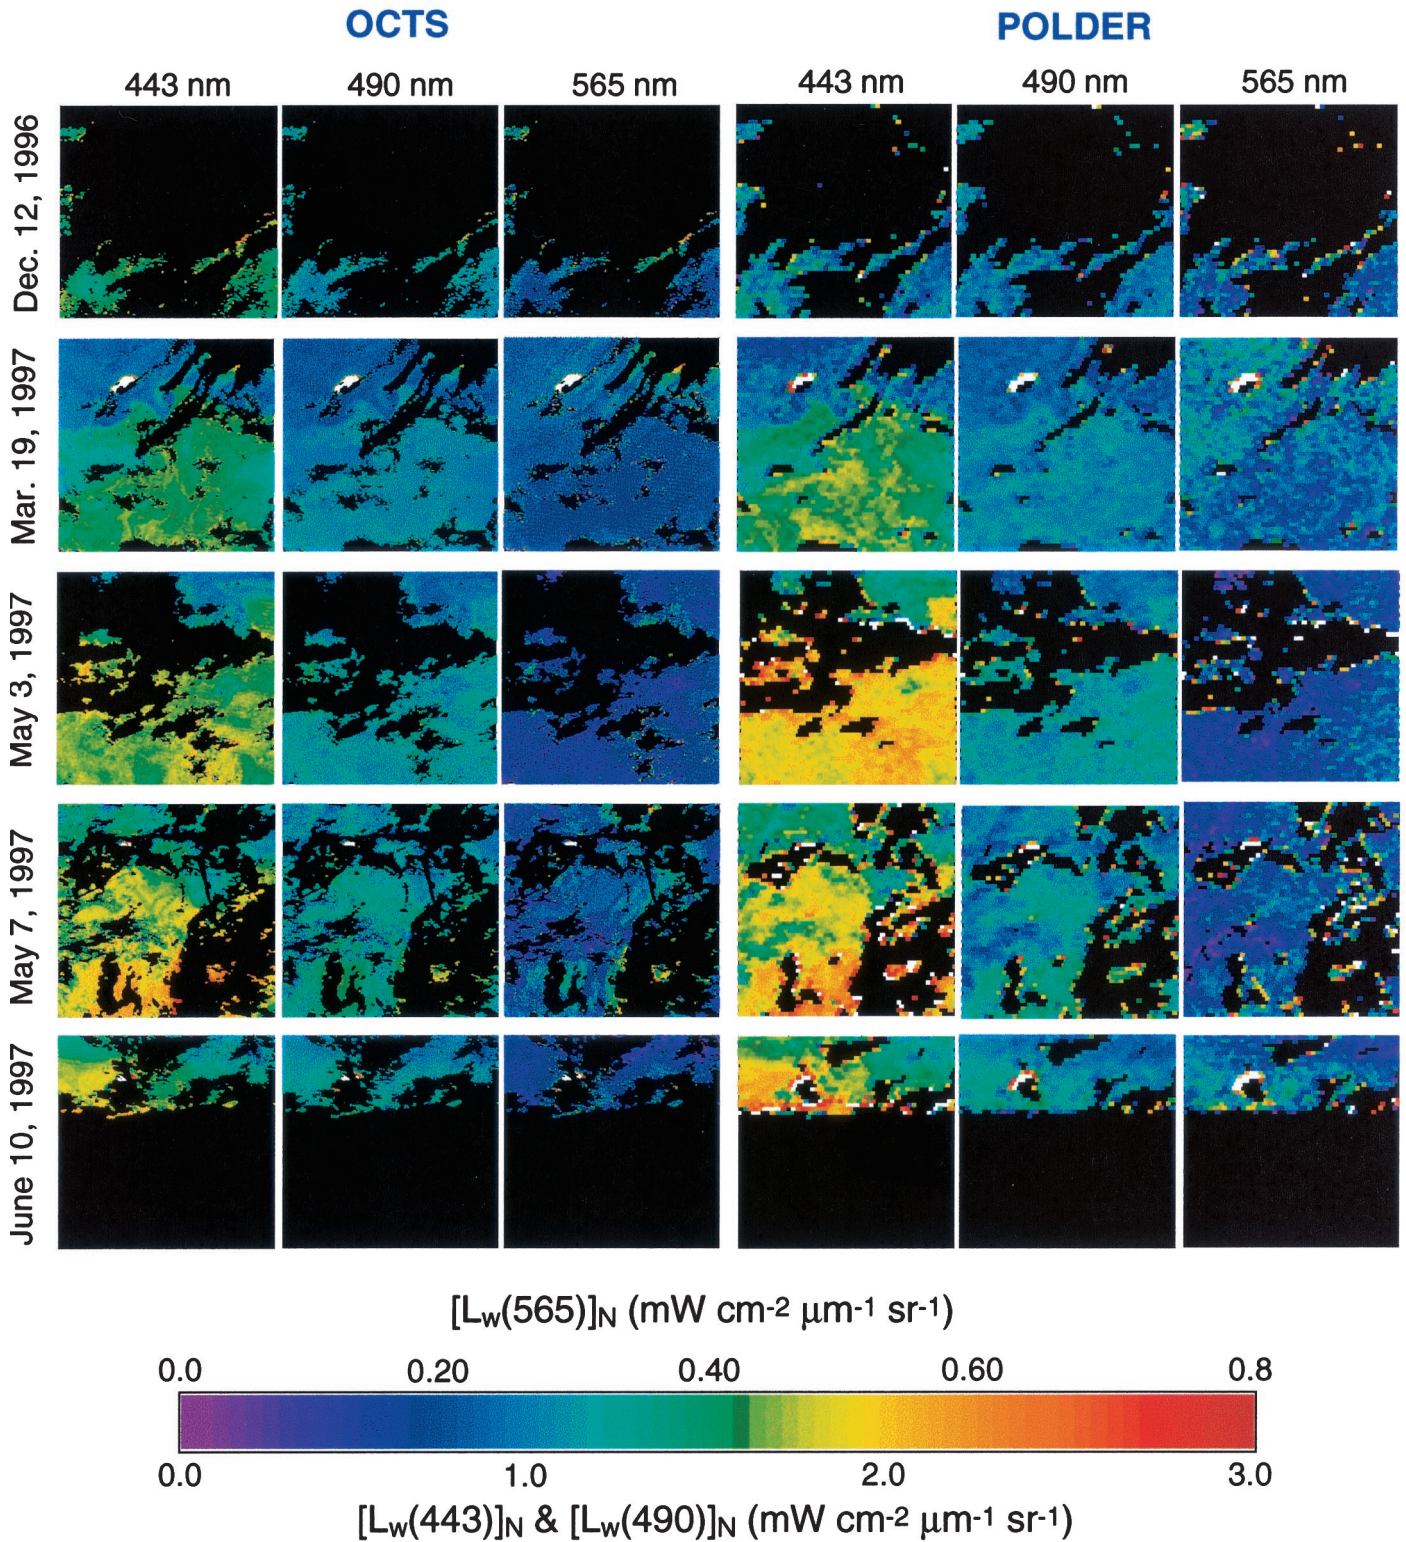 OCTS POLDER
443 nm 490 nm 565 nm 443 nm 490 nm 565 nm
Dec. 12, 1996
Mar. 19, 1997
May 3, 1997
May 7, 1997
June 10, 1997
[Lw(565)]N (mW cm-2 µm-1 sr-1)
0.0 0.20 0.40 0.60 0.8
0.0 1.0 2.0 3.0
[Lw(443)]N & [Lw(490)]N (mW cm-2 µm-1 sr-1)